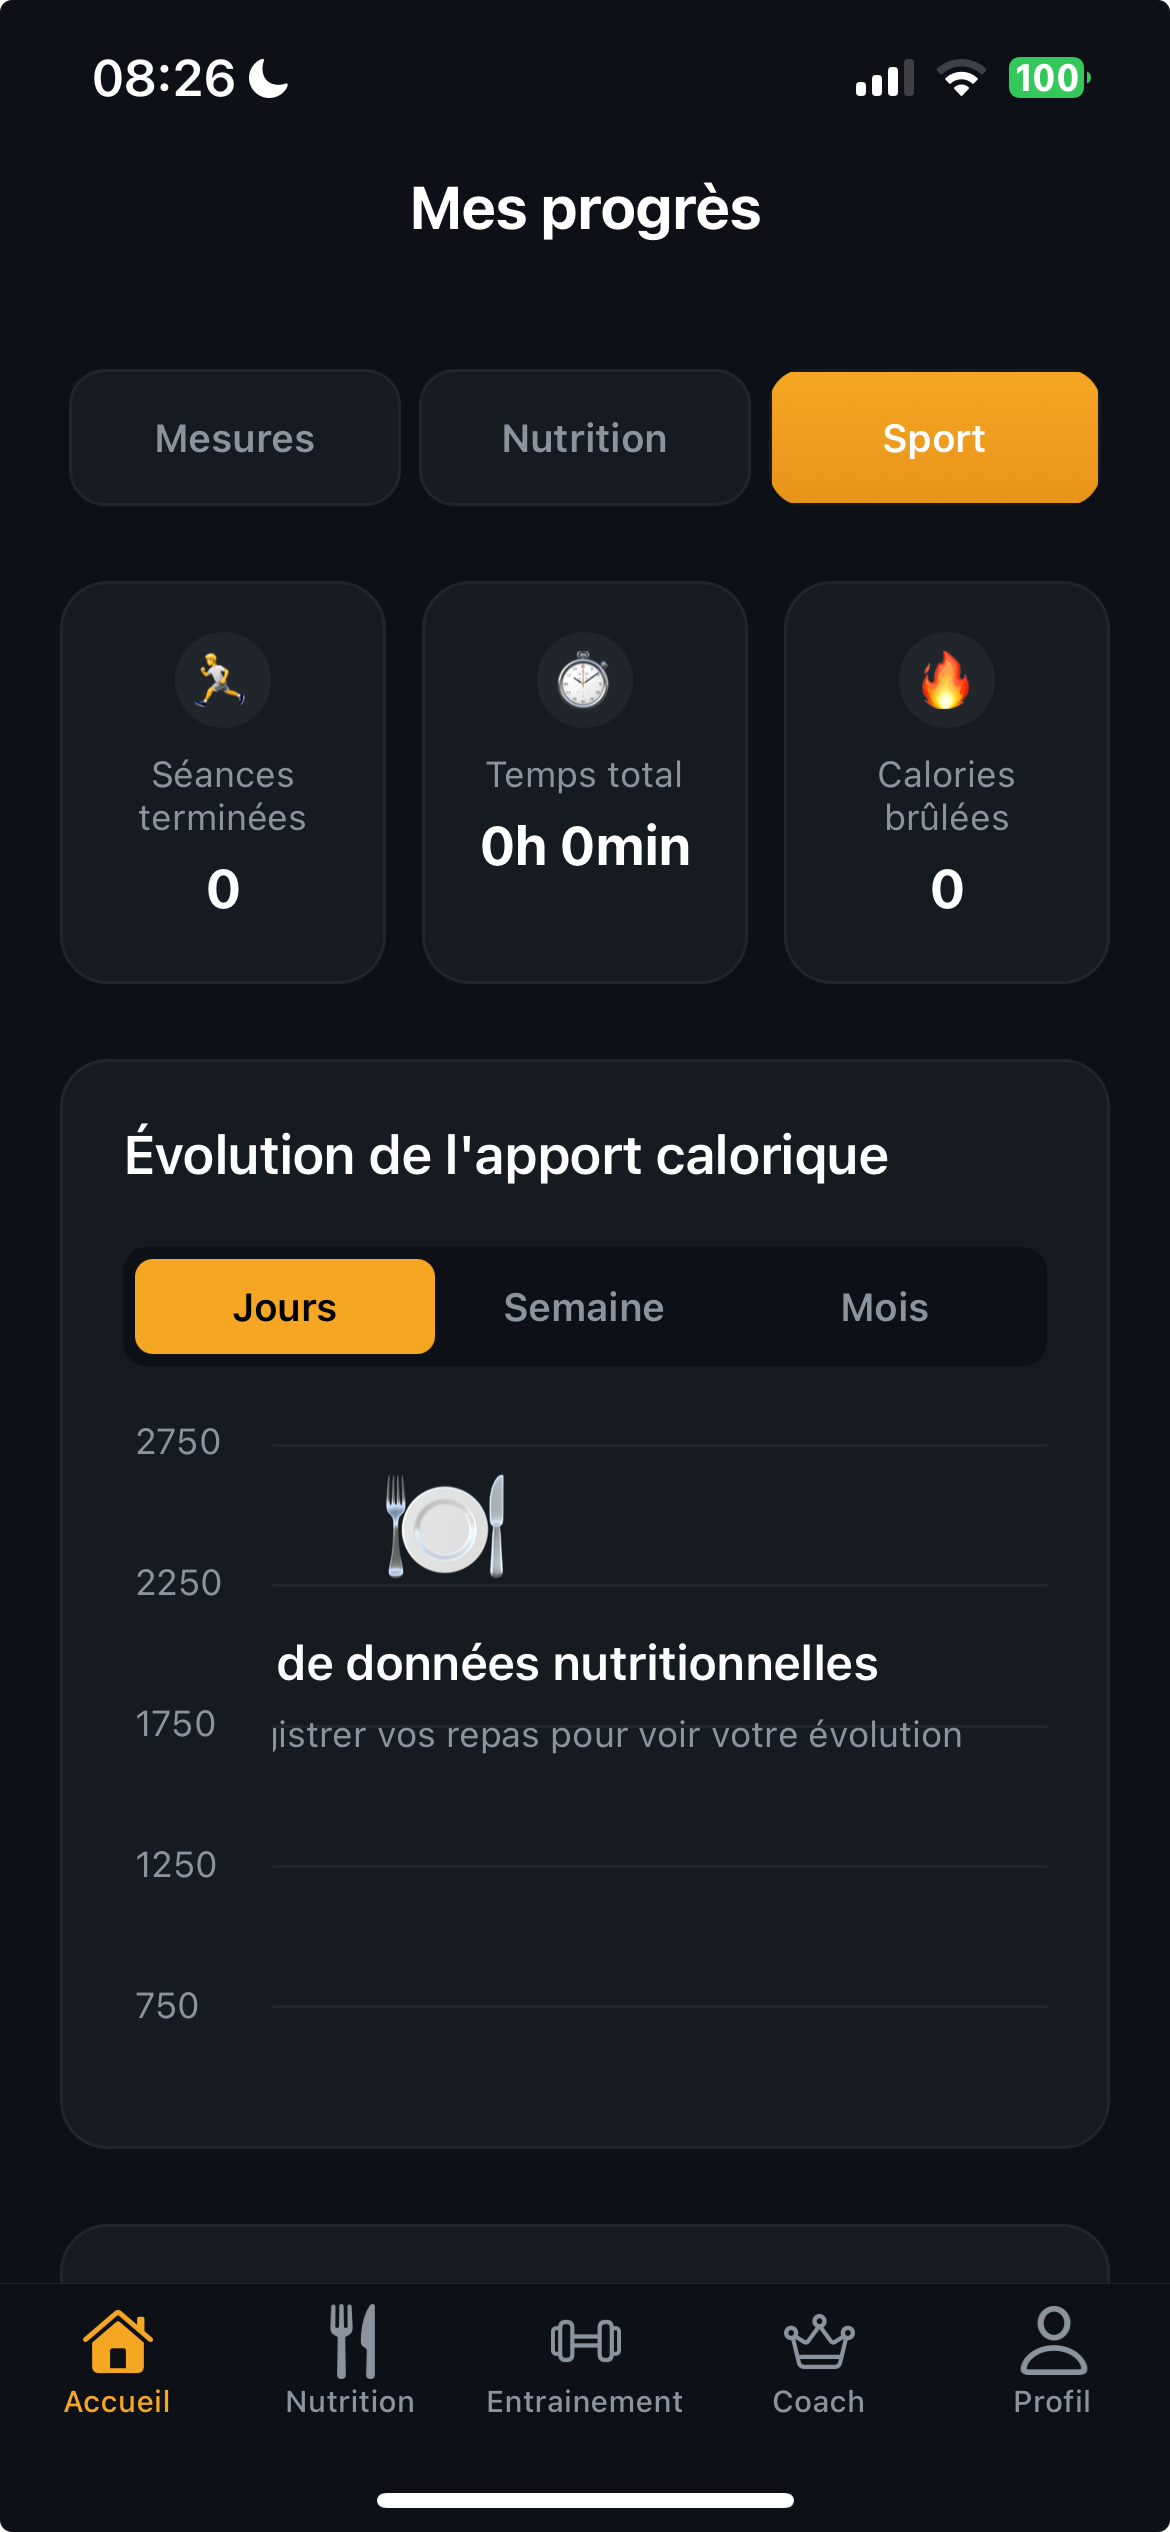 08:26
100
Mes progrès
Mesures
Nutrition
Sport
Séances
terminées
0
Temps total
0h 0min
Calories
brûlées
0
Évolution de l'apport calorique
Jours
Semaine
Mois
2750
2250
de données nutritionnelles
1750
istrer vos repas pour voir votre évolution
1250
750
Accueil
Nutrition
Entrainement
Coach
Profil